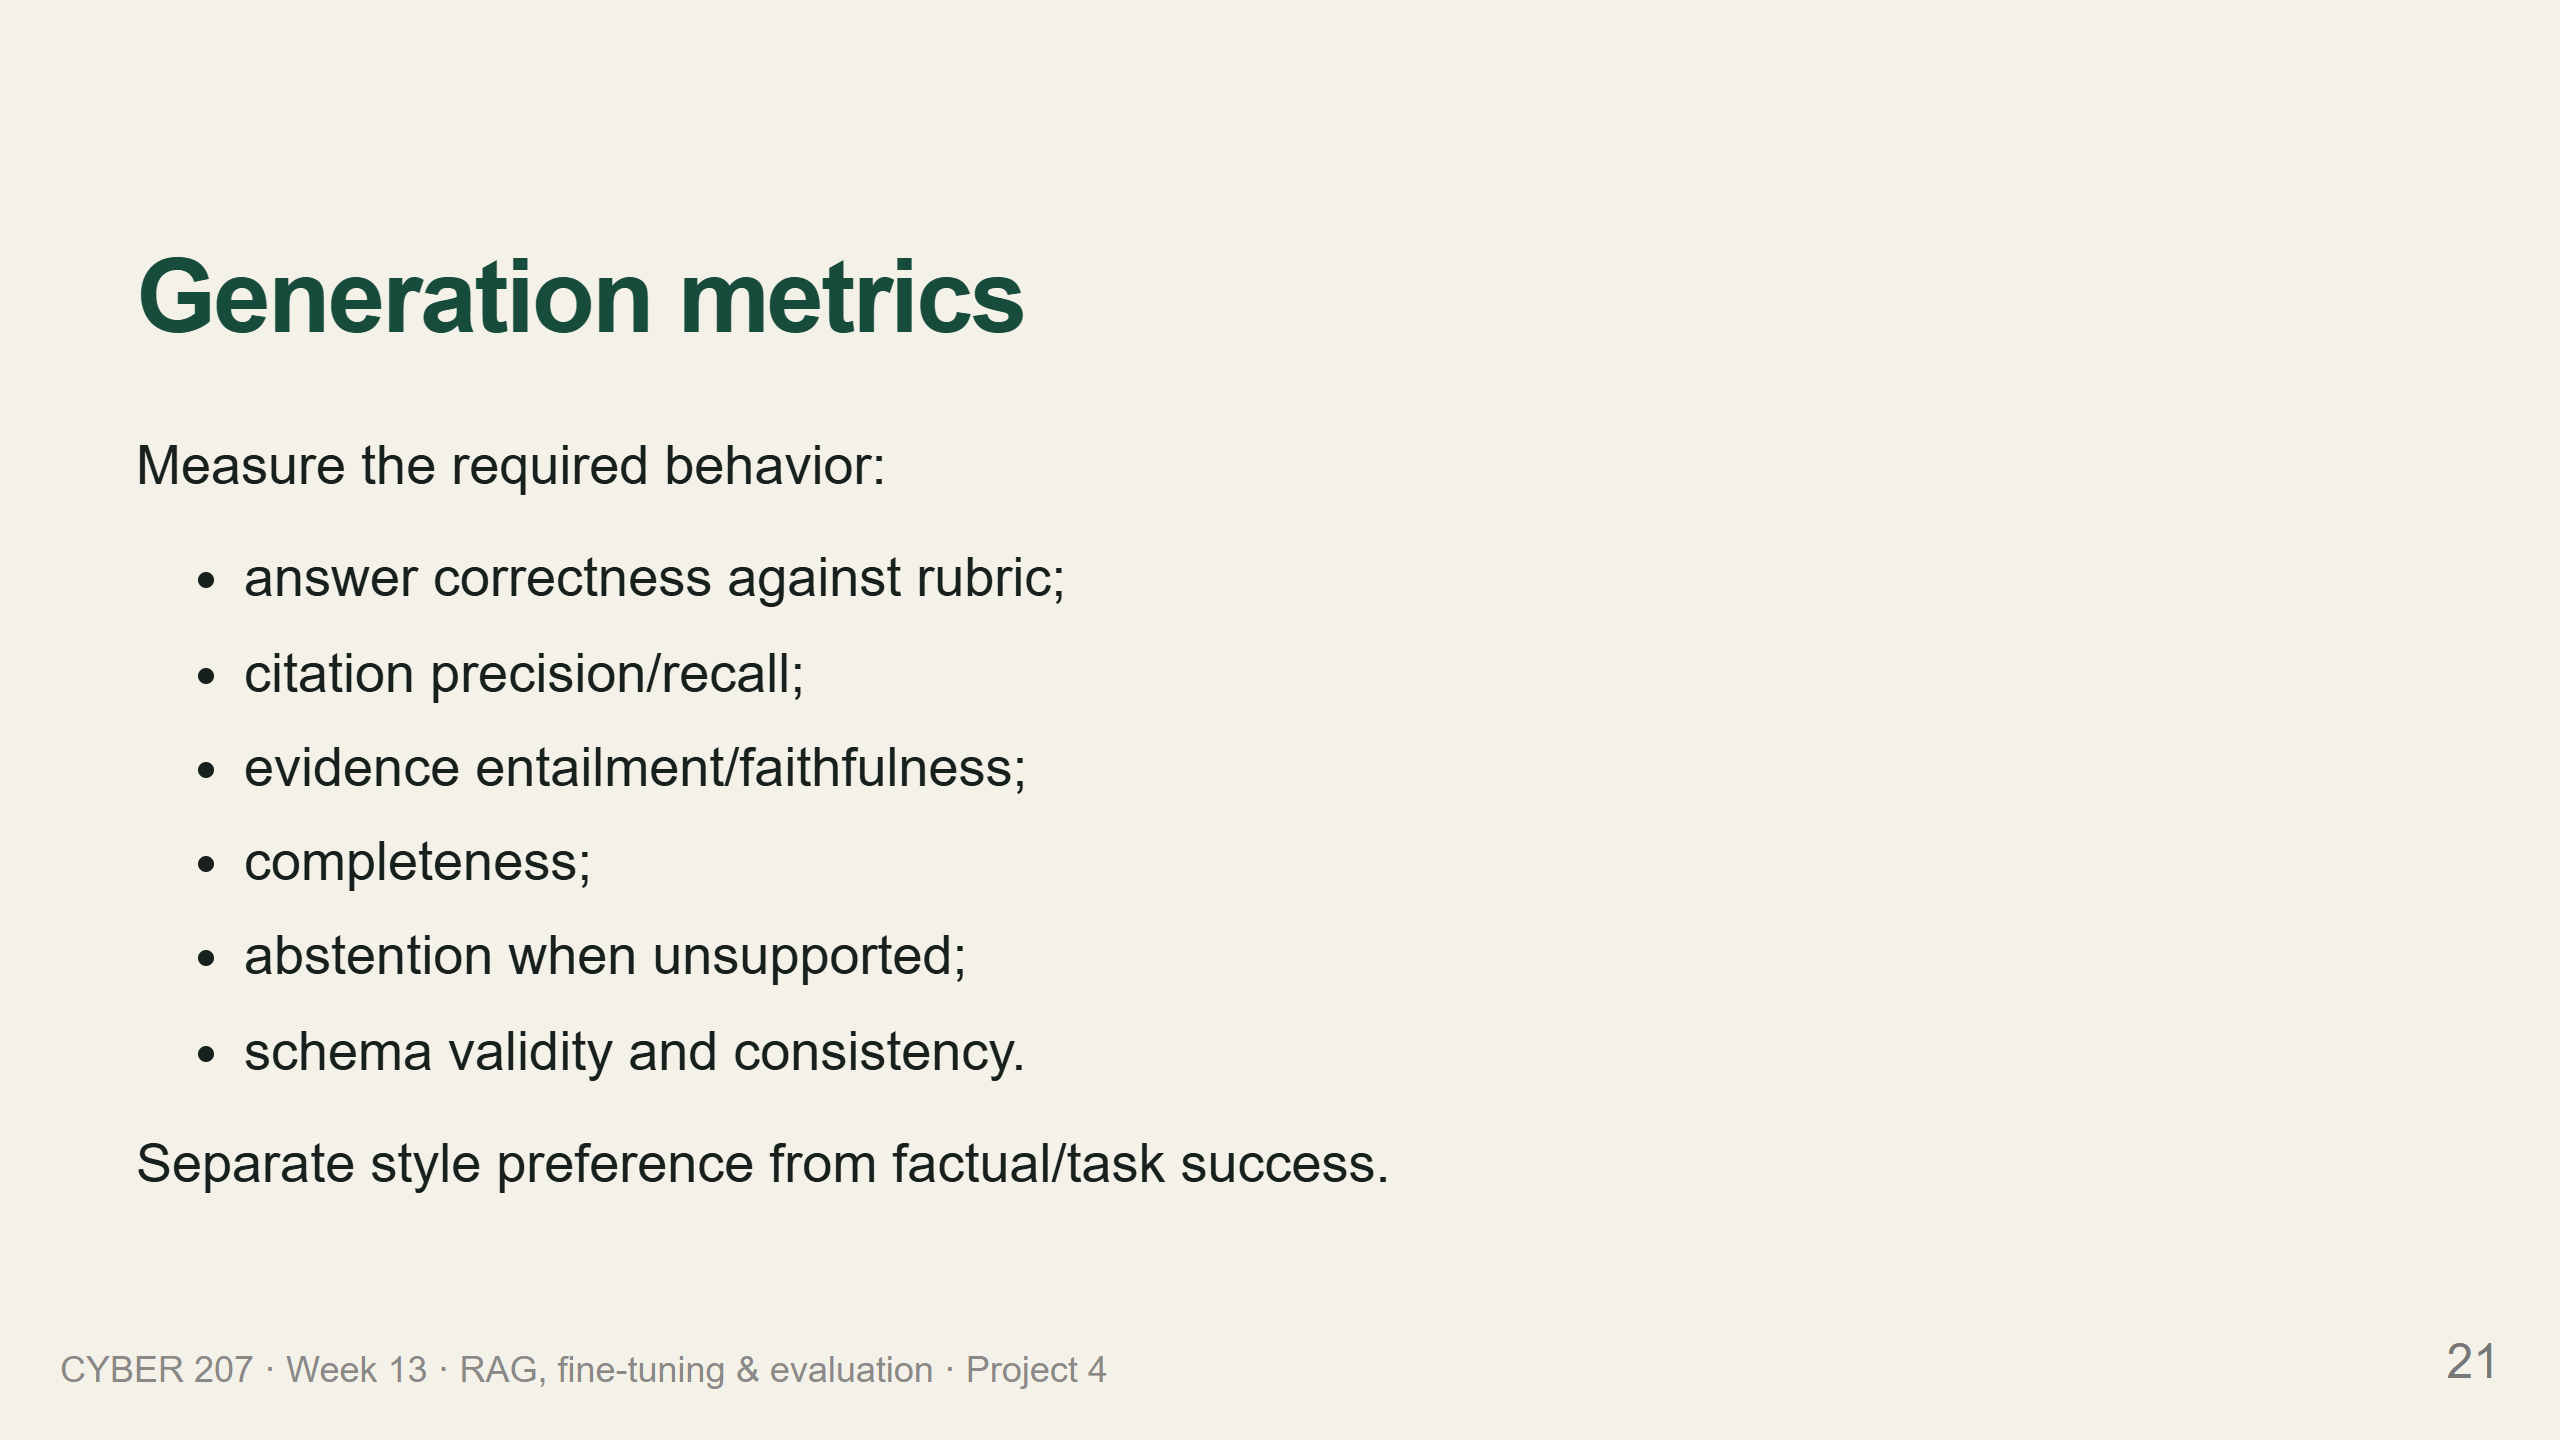 Generation metrics
Measure the required behavior:
• answer correctness against rubric;
• citation precision/recall;
• evidence entailment/faithfulness;
• completeness;
• abstention when unsupported;
• schema validity and consistency.
Separate style preference from factual/task success.
CYBER 207 · Week 13 · RAG, fine-tuning & evaluation · Project 4
21